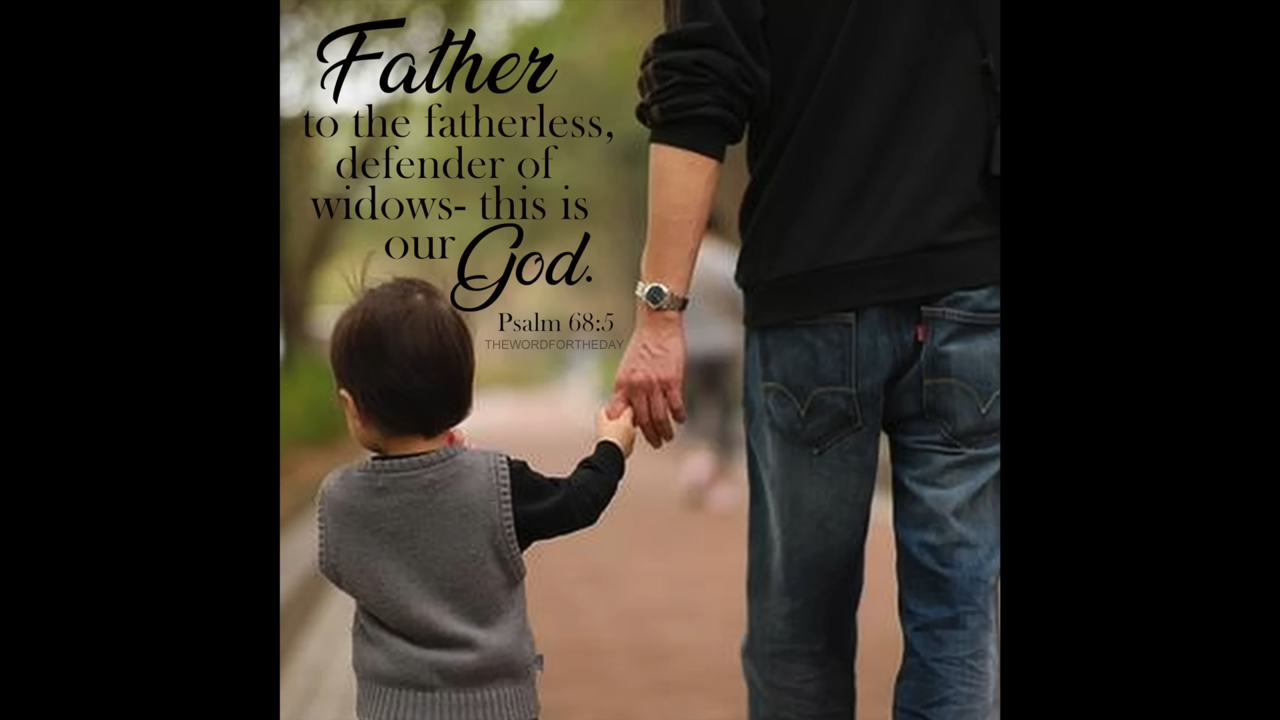 Father
to the fatherless,
defender of
widows- this is
our God.
Psalm 68:5
THEWORDFORTHEDAY